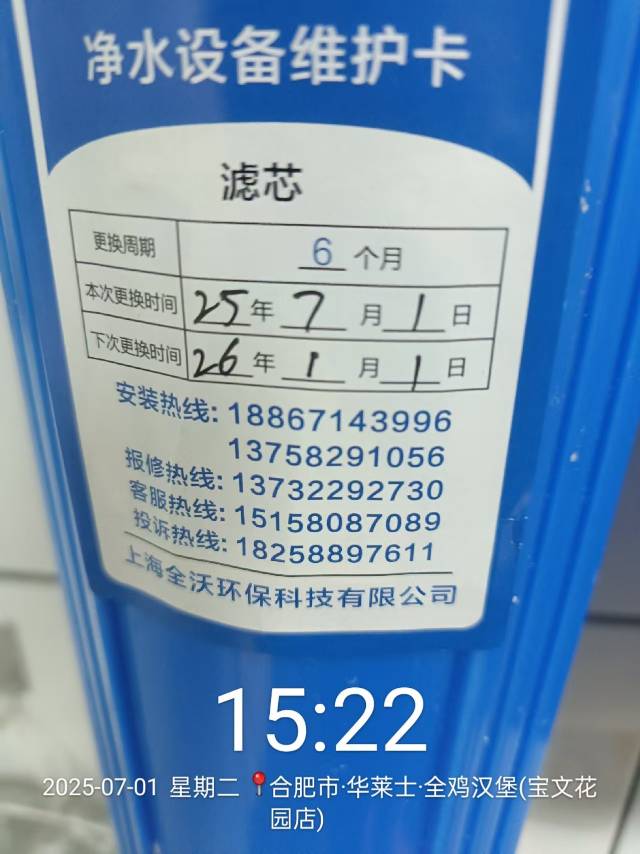 净水设备维护卡
滤芯
更换周期 6 个月
本次更换时间 25年 7 月 1 日
下次更换时间 26年 1 月 1 日
安装热线: 18867143996
13758291056
报修热线: 13732292730
客服热线: 15158087089
投诉热线: 18258897611
上海全沃环保科技有限公司
15:22
2025-07-01 星期二 📍合肥市·华莱士·全鸡汉堡(宝文花
园店)